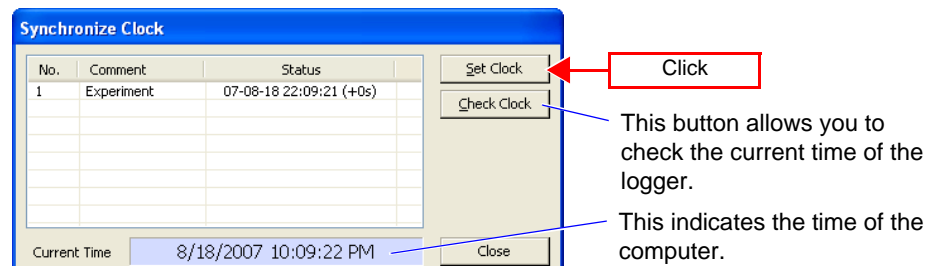 Synchronize Clock
No. Comment Status
1 Experiment 07-08-18 22:09:21 (+0s)
Set Clock
Click
Check Clock
This button allows you to
check the current time of the
logger.
This indicates the time of the
computer.
Current Time 8/18/2007 10:09:22 PM
Close